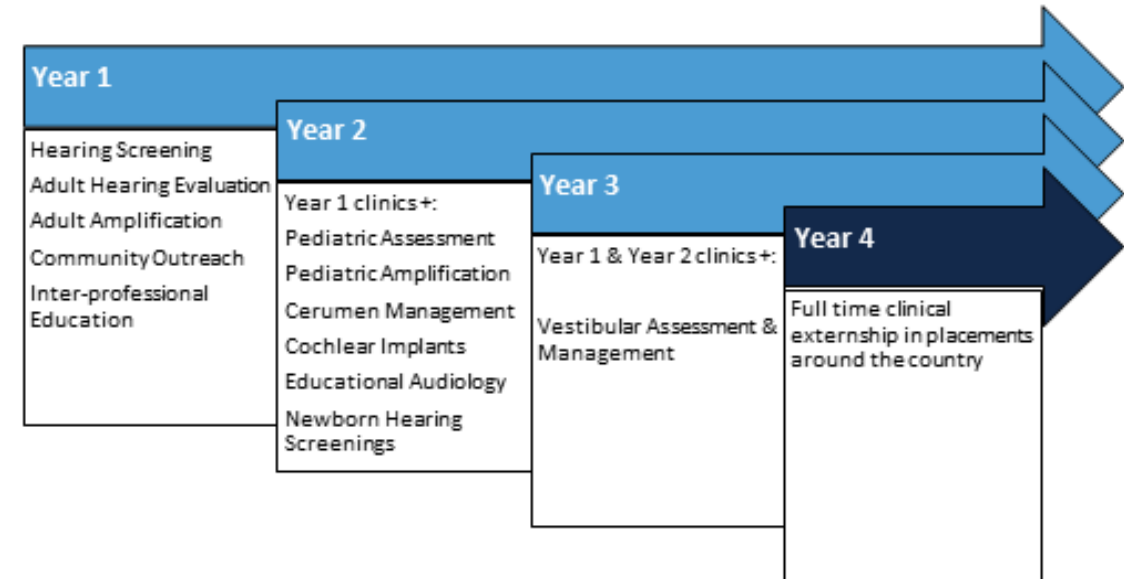 Year 1
Hearing Screening
Adult Hearing Evaluation
Adult Amplification
Community Outreach
Inter-professional
Education
Year 2
Year 1 clinics+:
Pediatric Assessment
Pediatric Amplification
Cerumen Management
Cochlear Implants
Educational Audiology
Newborn Hearing
Screenings
Year 3
Year 1 & Year 2 clinics+:
Vestibular Assessment &
Management
Year 4
Full time clinical
externship in placements
around the country